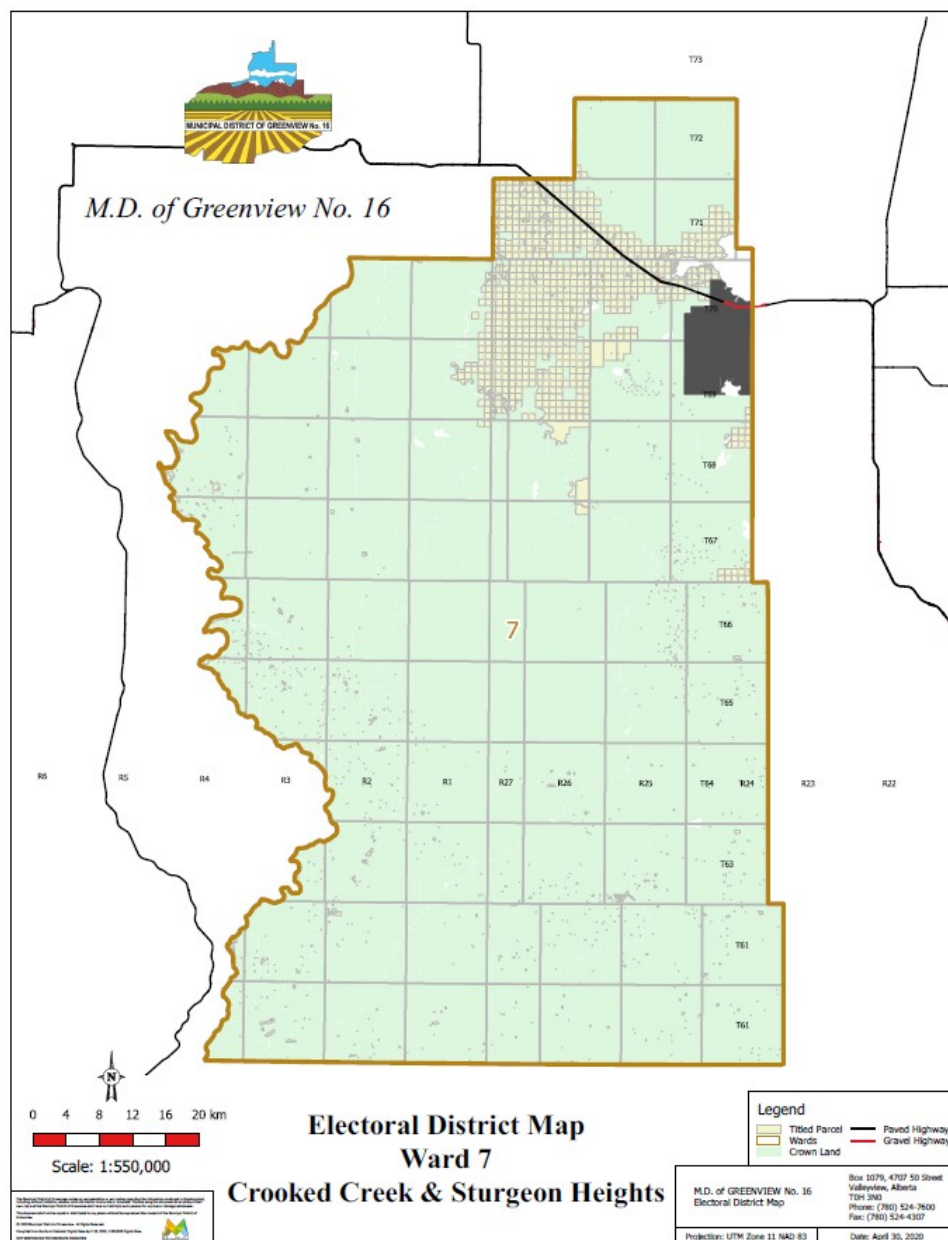 T73
MUNICIPAL DISTRICT OF GREENVIEW No. 16
T72
M.D. of Greenview No. 16
T71
T70
T69
T68
T67
7
T66
T65
R6
R5
R4
R3
R2
R1
R27
R26
R25
T64
R24
R23
R22
T63
T61
T61
N
0 4 8 12 16 20 km
Scale: 1:550,000
Electoral District Map
Ward 7
Crooked Creek & Sturgeon Heights
Legend
Titled Parcel
Wards
Crown Land
Paved Highway
Gravel Highway
M.D. of GREENVIEW No. 16
Electoral District Map
Box 1079, 4707 50 Street
Valleyview, Alberta
T0H 3N0
Phone: (780) 524-7600
Fax: (780) 524-4307
Projection: UTM Zone 11 NAD 83
Date: April 30, 2020